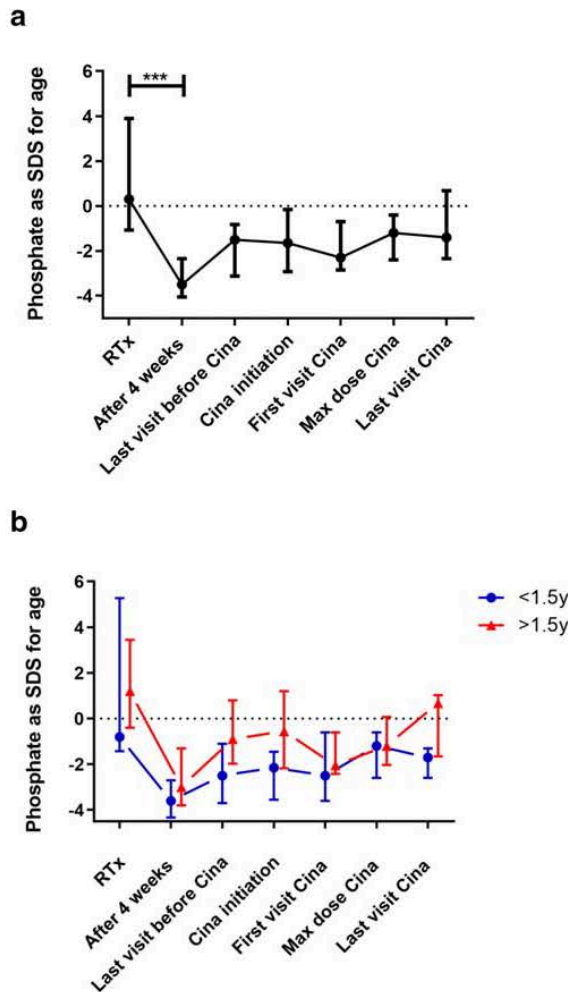 a
Phosphate as SDS for age
6
4
2
0
-2
-4
***
RTx
After 4 weeks
Last visit before Cina
Cina initiation
First visit Cina
Max dose Cina
Last visit Cina
b
Phosphate as SDS for age
6
4
2
0
-2
-4
<1.5y
>1.5y
RTx
After 4 weeks
Last visit before Cina
Cina initiation
First visit Cina
Max dose Cina
Last visit Cina